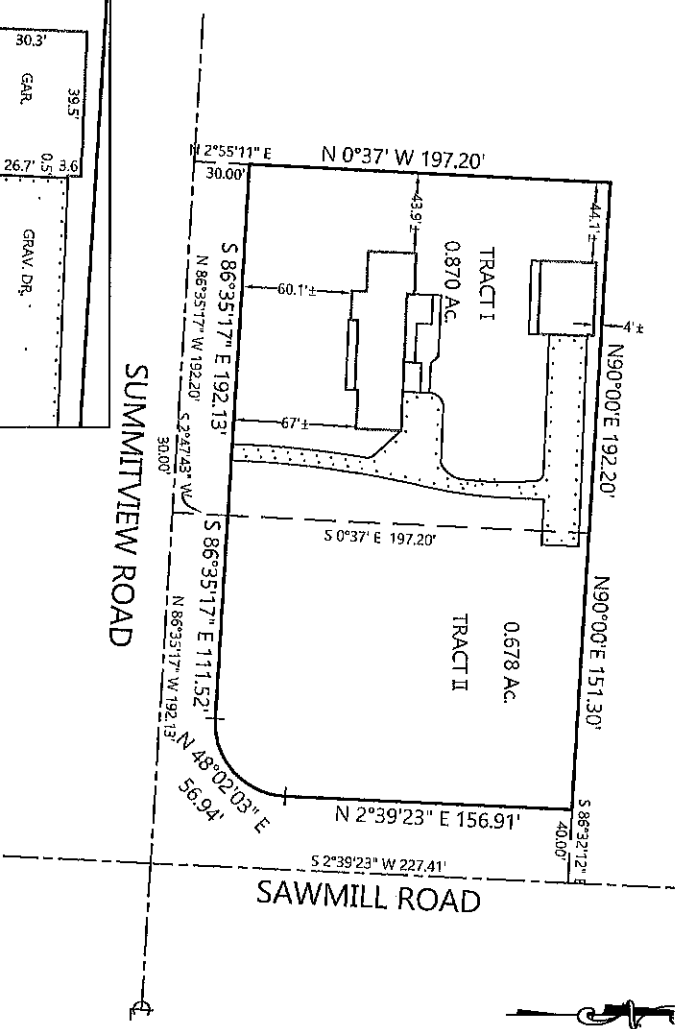 30.3'
39.5'
GAR.
0.5'
3.6
26.7'
GRAV. DR.
N 2°55'11" E
30.00'
N 0°37' W 197.20'
43.9'±
44.1'±
TRACT I
0.870 Ac.
4'±
N90°00'E 192.20'
60.1'±
67'±
S 86°35'17" E 192.13'
N 86°35'17" W 192.20'
S 2°47'43" W
30.00'
S 0°37' E 197.20'
SUMMITVIEW ROAD
S 86°35'17" E 111.52'
N 86°35'17" W 192.13'
N90°00'E 151.30'
0.678 Ac.
TRACT II
N 48°02'03" E
56.94'
N 2°39'23" E 156.91'
S 86°32'12" E
40.00'
S 2°39'23" W 227.41'
SAWMILL ROAD